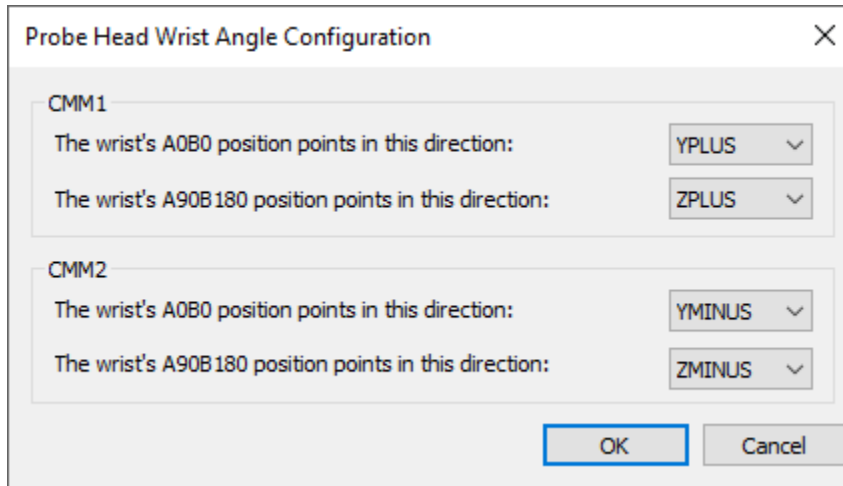 Probe Head Wrist Angle Configuration
CMM1
The wrist's A0B0 position points in this direction: YPLUS
The wrist's A90B180 position points in this direction: ZPLUS
CMM2
The wrist's A0B0 position points in this direction: YMINUS
The wrist's A90B180 position points in this direction: ZMINUS
OK Cancel